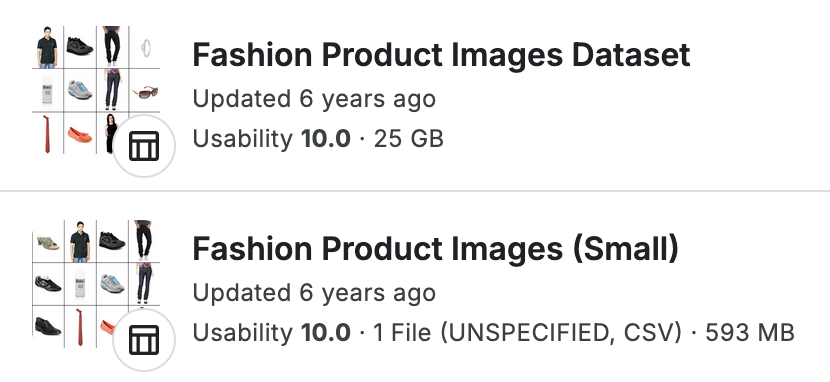 Fashion Product Images Dataset
Updated 6 years ago
Usability 10.0 · 25 GB
Fashion Product Images (Small)
Updated 6 years ago
Usability 10.0 · 1 File (UNSPECIFIED, CSV) · 593 MB